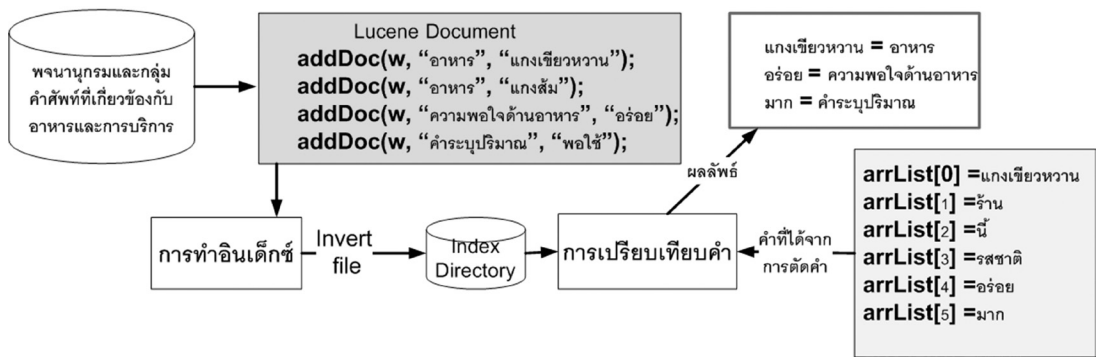 พจนานุกรมและกลุ่ม
คำศัพท์ที่เกี่ยวข้องกับ
อาหารและการบริการ
Lucene Document
addDoc(w, “อาหาร”, “แกงเขียวหวาน”);
addDoc(w, “อาหาร”, “แกงส้ม”);
addDoc(w, “ความพอใจด้านอาหาร”, “อร่อย”);
addDoc(w, “คำระบุปริมาณ”, “พอใช้”);
แกงเขียวหวาน = อาหาร
อร่อย = ความพอใจด้านอาหาร
มาก = คำระบุปริมาณ
ผลลัพธ์
การทำอินเด็กซ์
Invert
file
Index
Directory
การเปรียบเทียบคำ
คำที่ได้จาก
การตัดคำ
arrList[0] =แกงเขียวหวาน
arrList[1] =ร้าน
arrList[2] =นี้
arrList[3] =รสชาติ
arrList[4] =อร่อย
arrList[5] =มาก